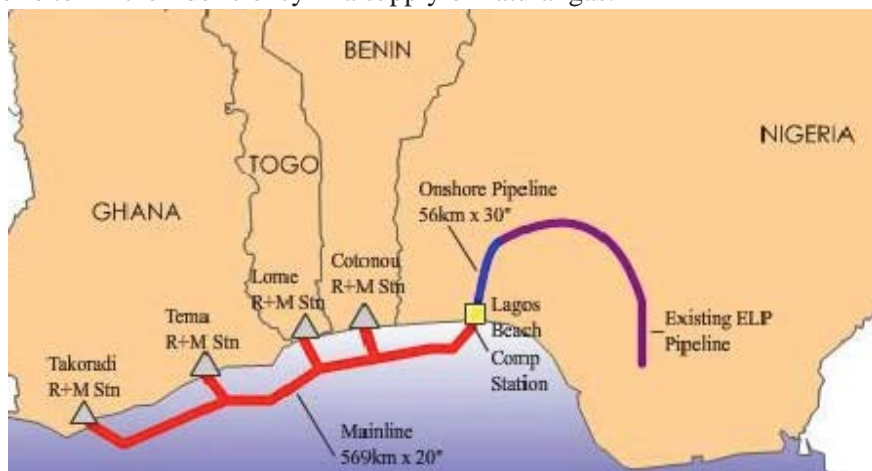 BENIN
NIGERIA
TOGO
Onshore Pipeline
56km x 30"
GHANA
Cotonou
R+M Stn
Lome
R+M Stn
Tema
R+M Stn
Lagos
Beach
Comp
Station
Existing ELP
Pipeline
Takoradi
R+M Stn
Mainline
569km x 20"